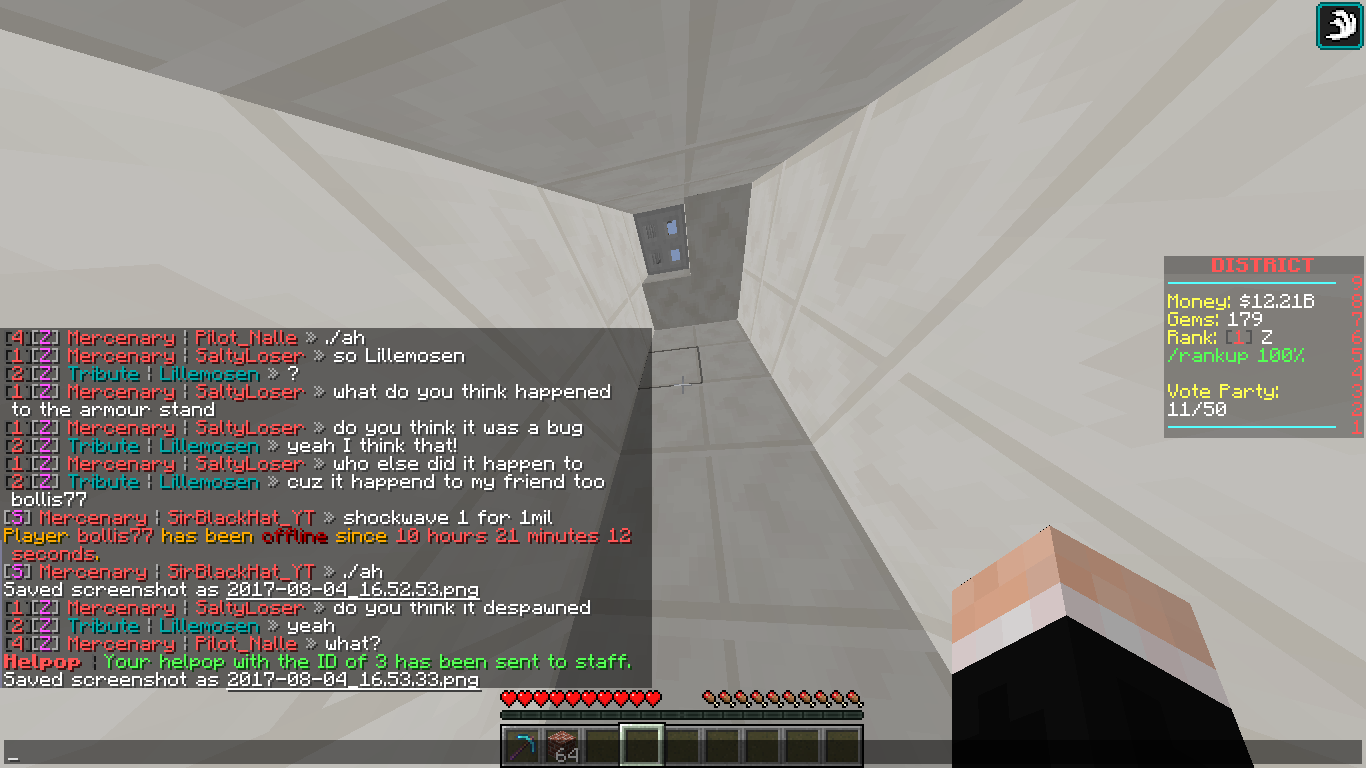 [4][Z] Mercenary ¦ Pilot_Nalle » ./ah
[1][Z] Mercenary ¦ SaltyLoser » so Lillemosen
[2][Z] Tribute ¦ Lillemosen » ?
[1][Z] Mercenary ¦ SaltyLoser » what do you think happened
to the armour stand
[1][Z] Mercenary ¦ SaltyLoser » do you think it was a bug
[2][Z] Tribute ¦ Lillemosen » yeah I think that!
[1][Z] Mercenary ¦ SaltyLoser » who else did it happen to
[2][Z] Tribute ¦ Lillemosen » cuz it happend to my friend too
bollis77
[S] Mercenary ¦ SirBlackHat_YT » shockwave 1 for 1mil
Player bollis77 has been offline since 10 hours 21 minutes 12
seconds.
[S] Mercenary ¦ SirBlackHat_YT » ./ah
Saved screenshot as 2017-08-04_16.52.53.png
[1][Z] Mercenary ¦ SaltyLoser » do you think it despawned
[2][Z] Tribute ¦ Lillemosen » yeah
[4][Z] Mercenary ¦ Pilot_Nalle » what?
Helpop ¦ Your helpop with the ID of 3 has been sent to staff.
Saved screenshot as 2017-08-04_16.53.33.png
_
64
DISTRICT
9
Money: $12.21B 8
Gems: 179 7
Rank: [1] Z 6
/rankup 100% 5
4
Vote Party: 3
11/50 2
1